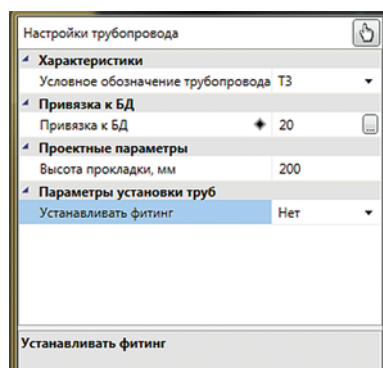 Настройки трубопровода
Характеристики
Условное обозначение трубопровода Т3
Привязка к БД
Привязка к БД 20
Проектные параметры
Высота прокладки, мм 200
Параметры установки труб
Устанавливать фитинг Нет
Устанавливать фитинг